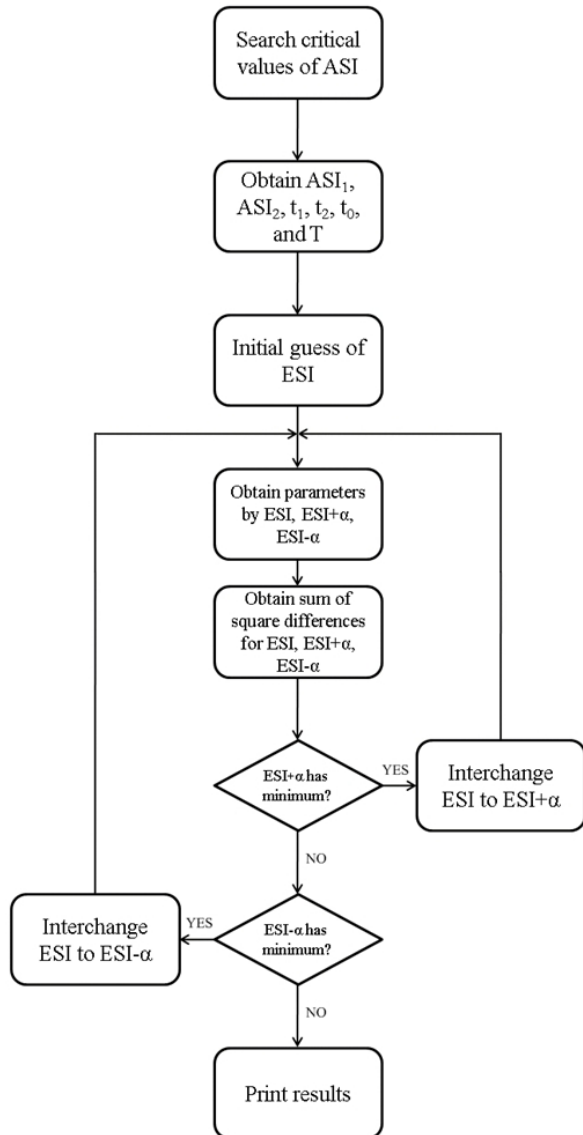 Search critical
values of ASI
Obtain ASI₁,
ASI₂, t₁, t₂, t₀,
and T
Initial guess of
ESI
Obtain parameters
by ESI, ESI+α,
ESI-α
Obtain sum of
square differences
for ESI, ESI+α,
ESI-α
ESI+α has
minimum?
YES
Interchange
ESI to ESI+α
NO
ESI-α has
minimum?
YES
Interchange
ESI to ESI-α
NO
Print results